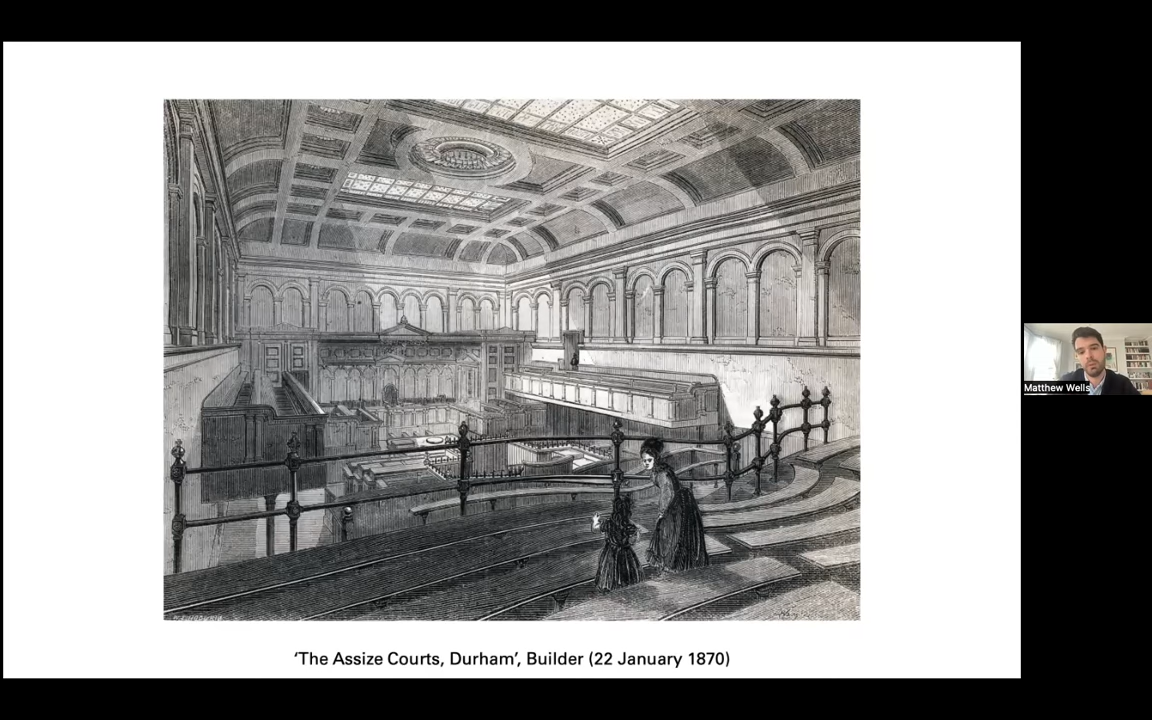 'The Assize Courts, Durham', Builder (22 January 1870)
Matthew Wells